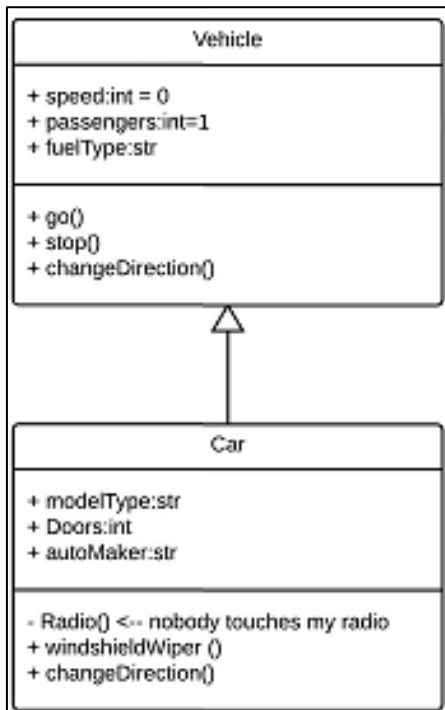 Vehicle
+ speed:int = 0
+ passengers:int=1
+ fuelType:str
+ go()
+ stop()
+ changeDirection()
Car
+ modelType:str
+ Doors:int
+ autoMaker:str
- Radio() <-- nobody touches my radio
+ windshieldWiper ()
+ changeDirection()